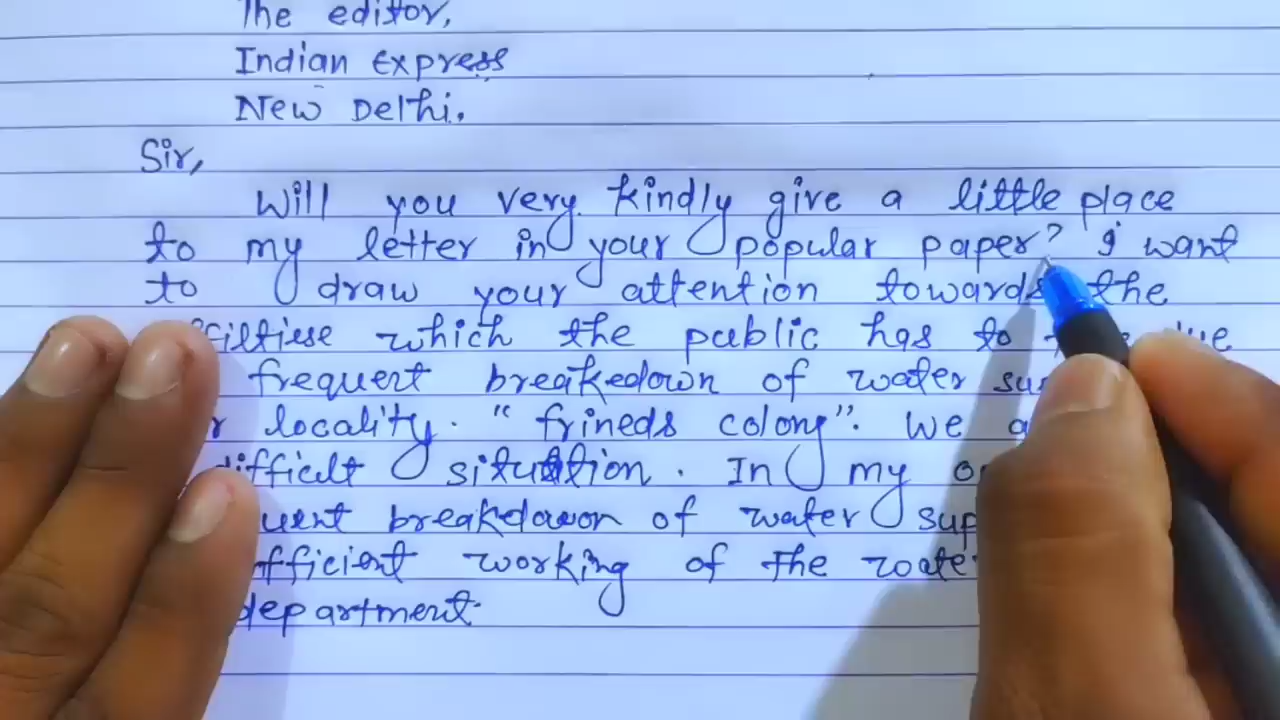 The editor,
Indian Express
New Delhi.
Sir,
Will you very kindly give a little place
to my letter in your popular paper? I want
to draw your attention towards the
which the public has to
frequent breakedown of water
locality. "frineds colony". We
difficult situation. In my
breakdown of water
working of the
department.